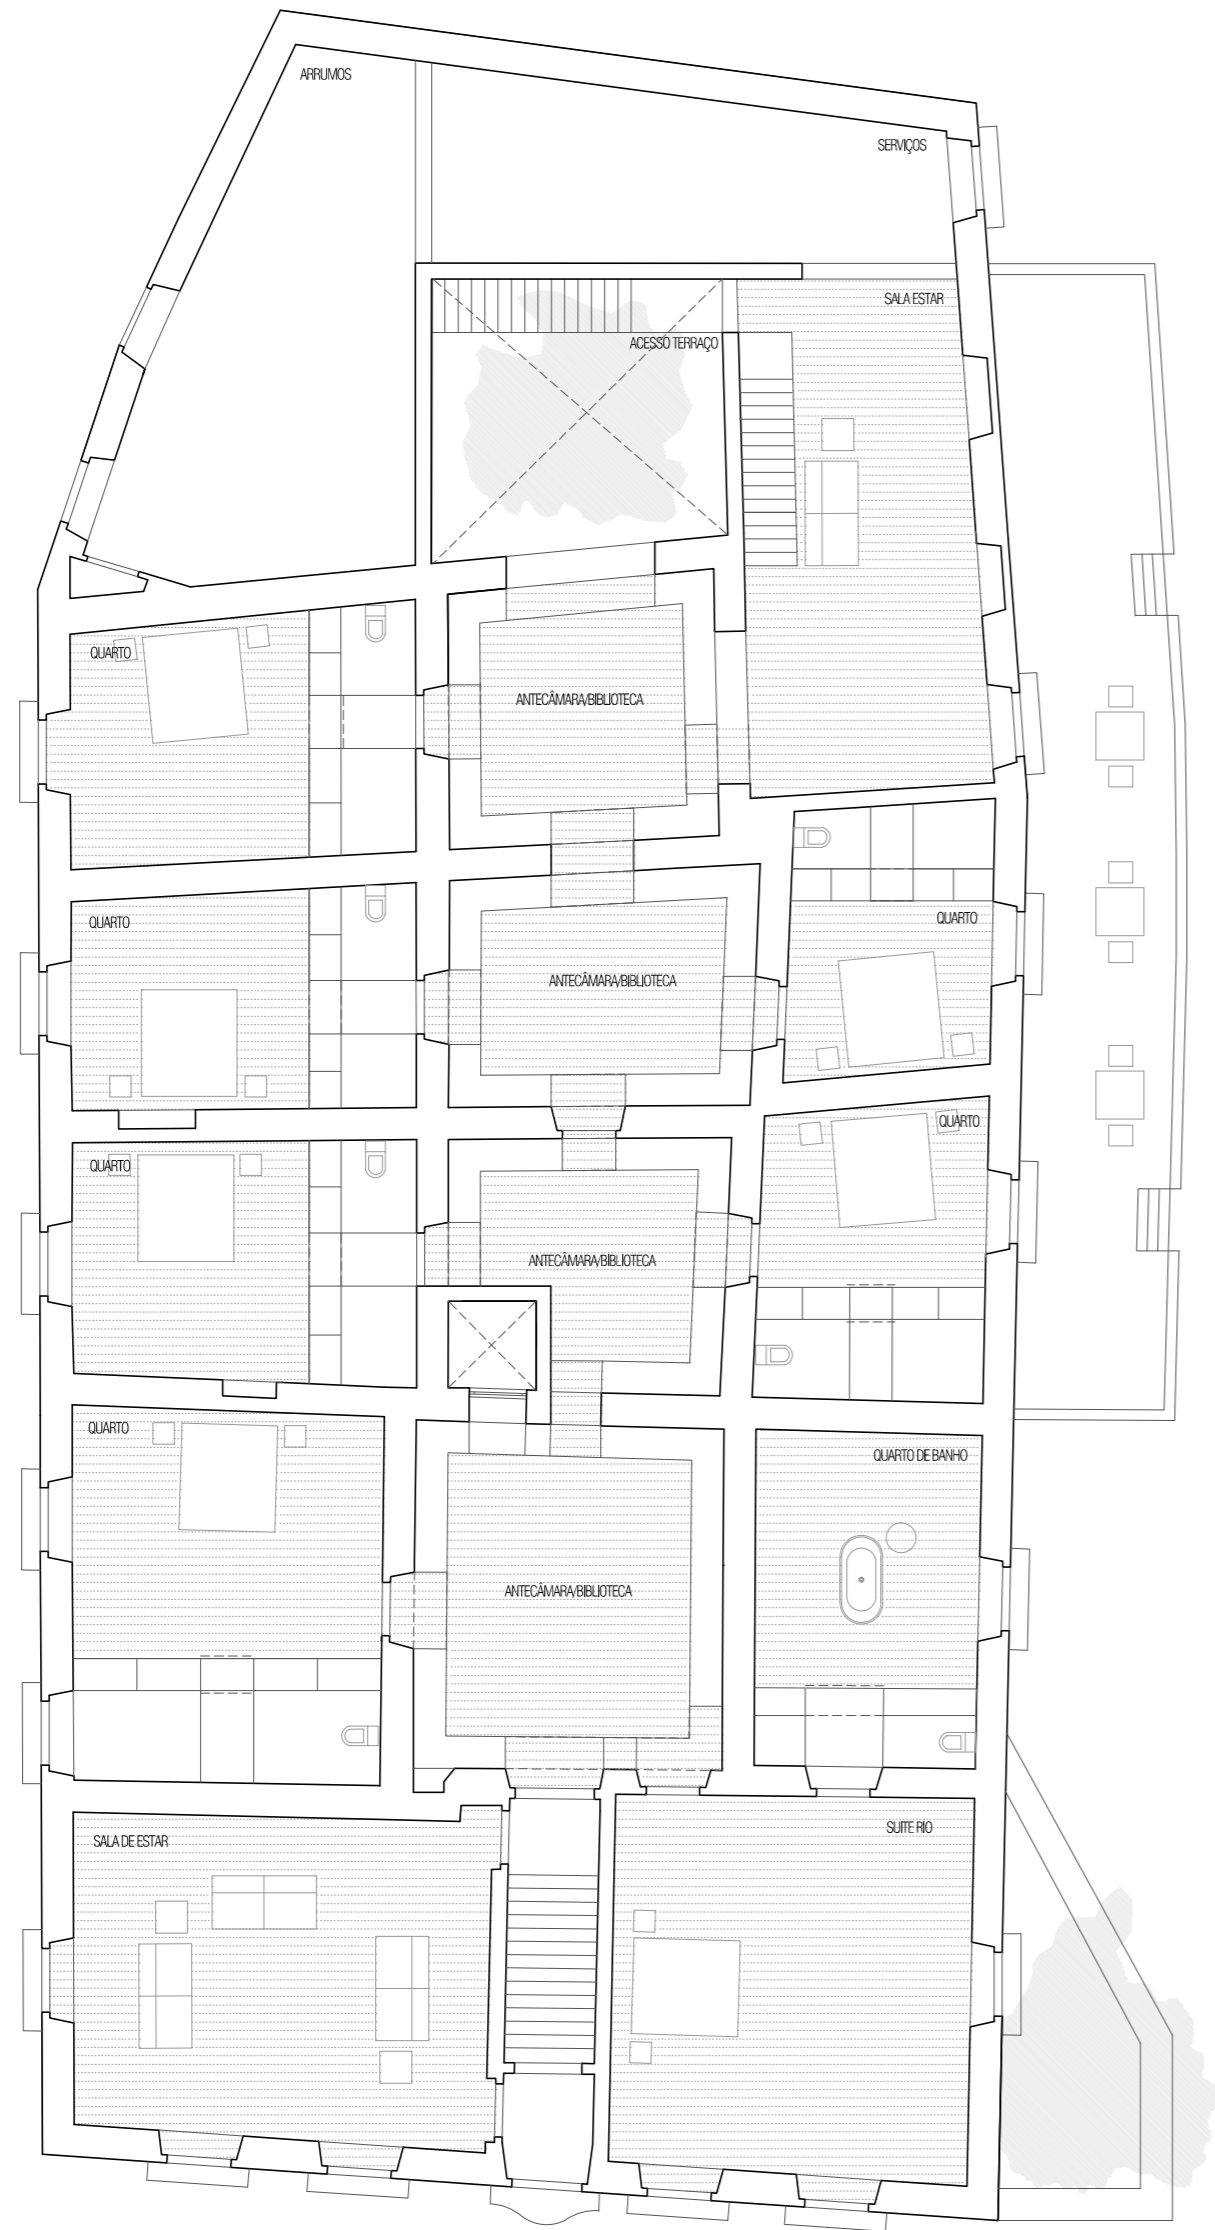 ARRUMOS
SERVIÇOS
SALA ESTAR
ACESSO TERRAÇO
QUARTO
ANTECÂMARA/BIBLIOTECA
QUARTO
QUARTO
ANTECÂMARA/BIBLIOTECA
QUARTO
QUARTO
ANTECÂMARA/BIBLIOTECA
QUARTO
QUARTO DE BANHO
ANTECÂMARA/BIBLIOTECA
SALA DE ESTAR
SUITE RIO